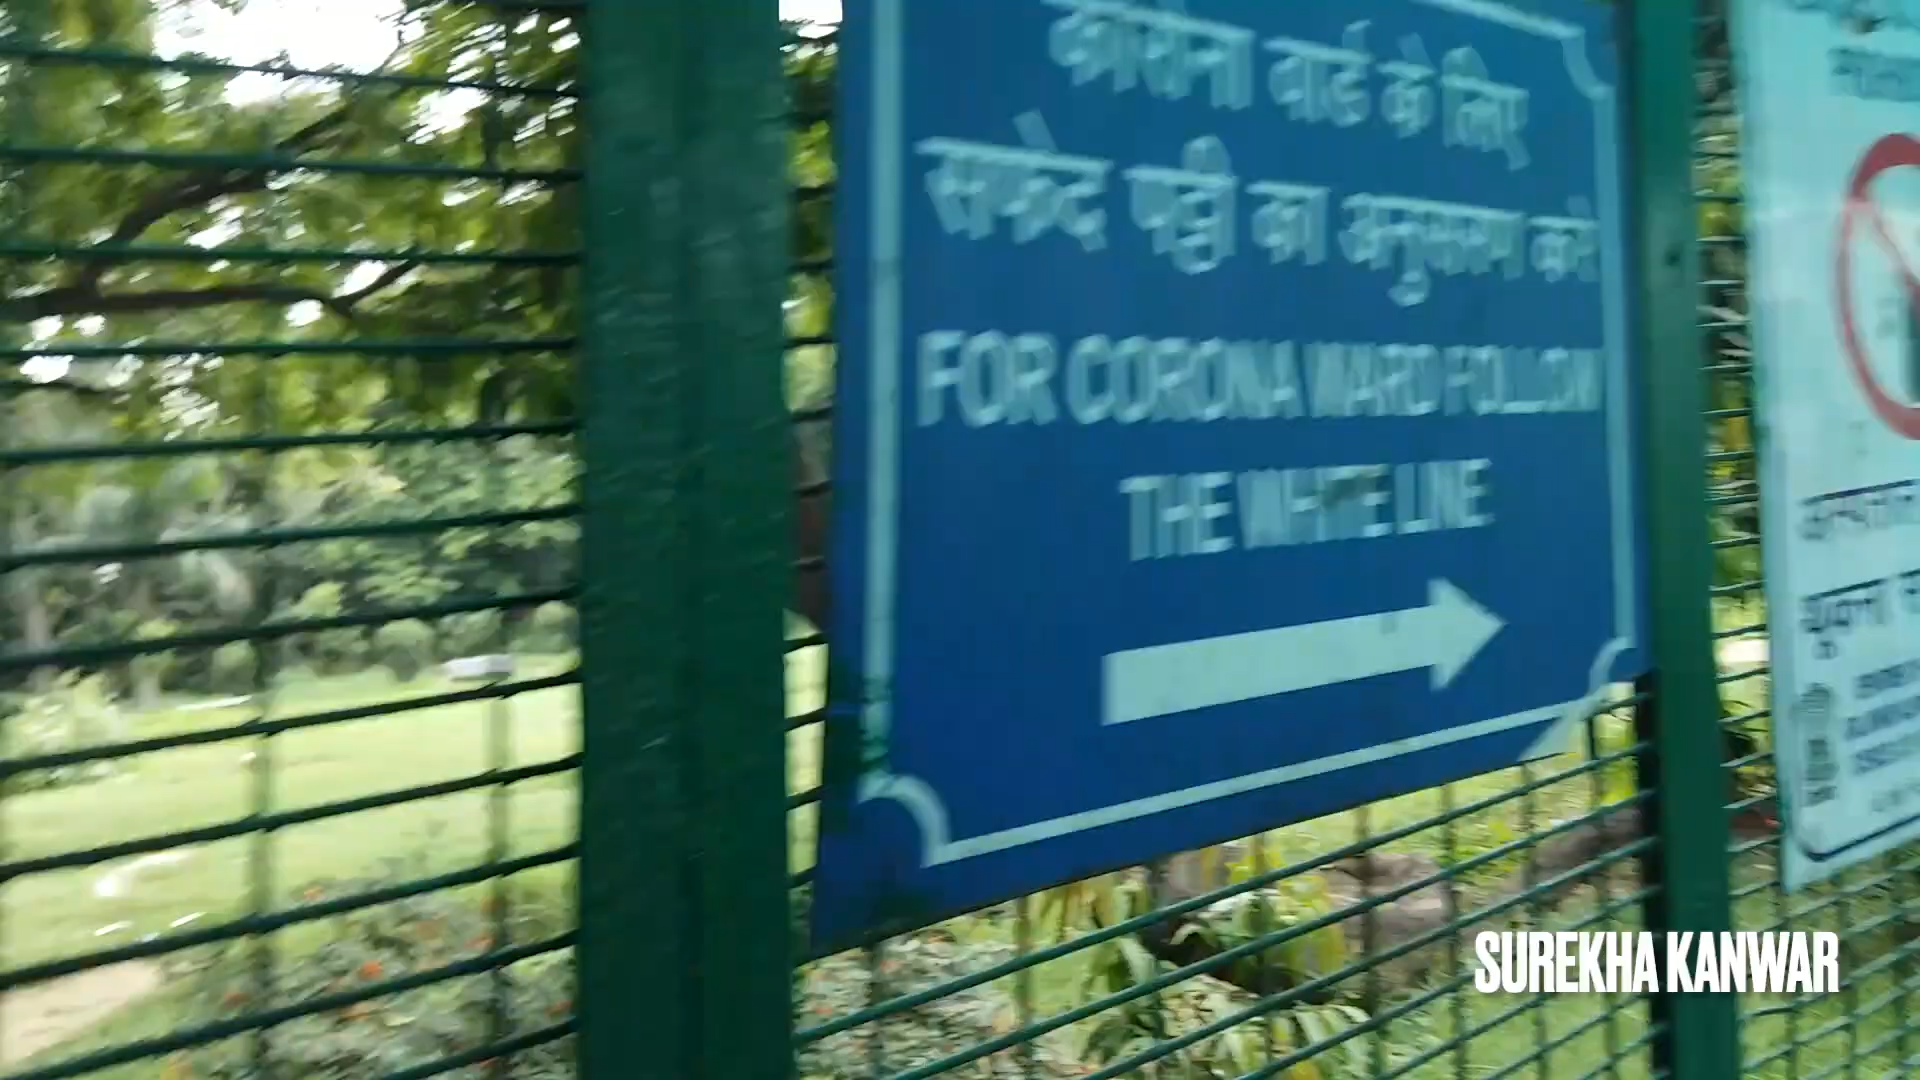 कोरोना वार्ड के लिए
सफेद पट्टी का अनुसरण करें
FOR CORONA WARD FOLLOW
THE WHITE LINE
SUREKHA KANWAR